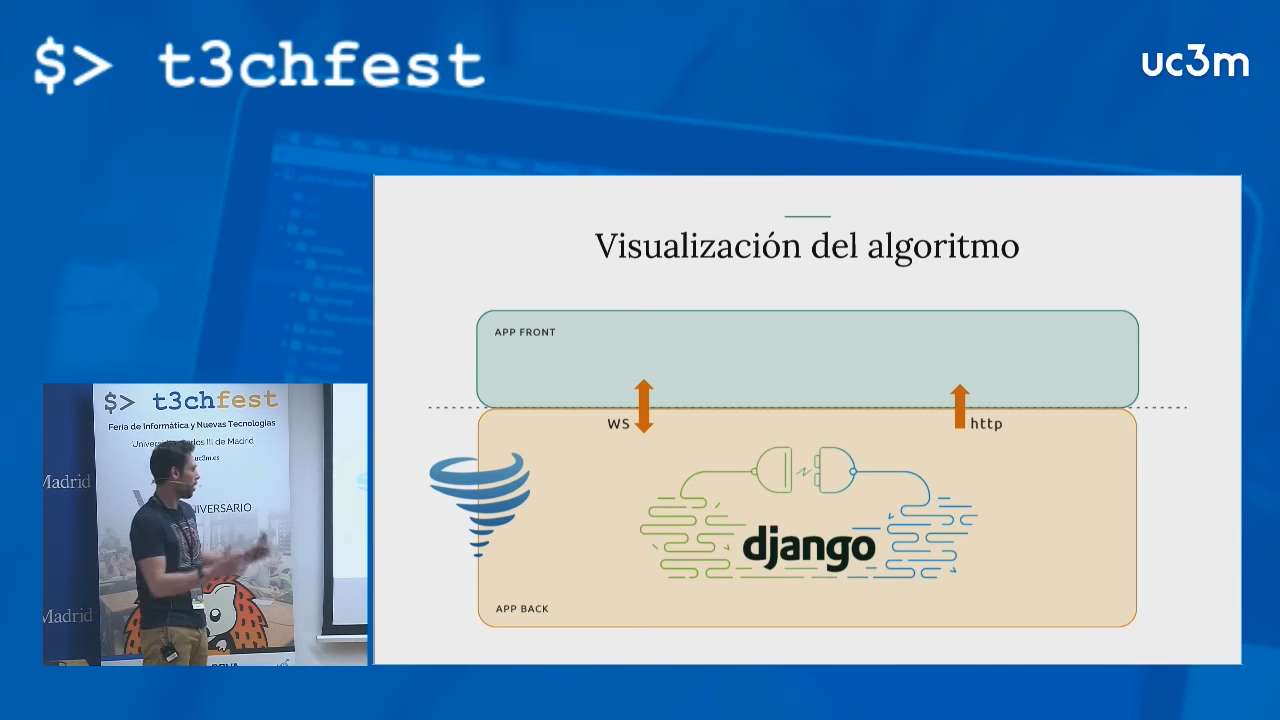 $> t3chfest
uc3m
Visualización del algoritmo
APP FRONT
WS
http
django
APP BACK
$> t3chfest
Feria de Informática y Nuevas Tecnologías
Madrid
Madrid